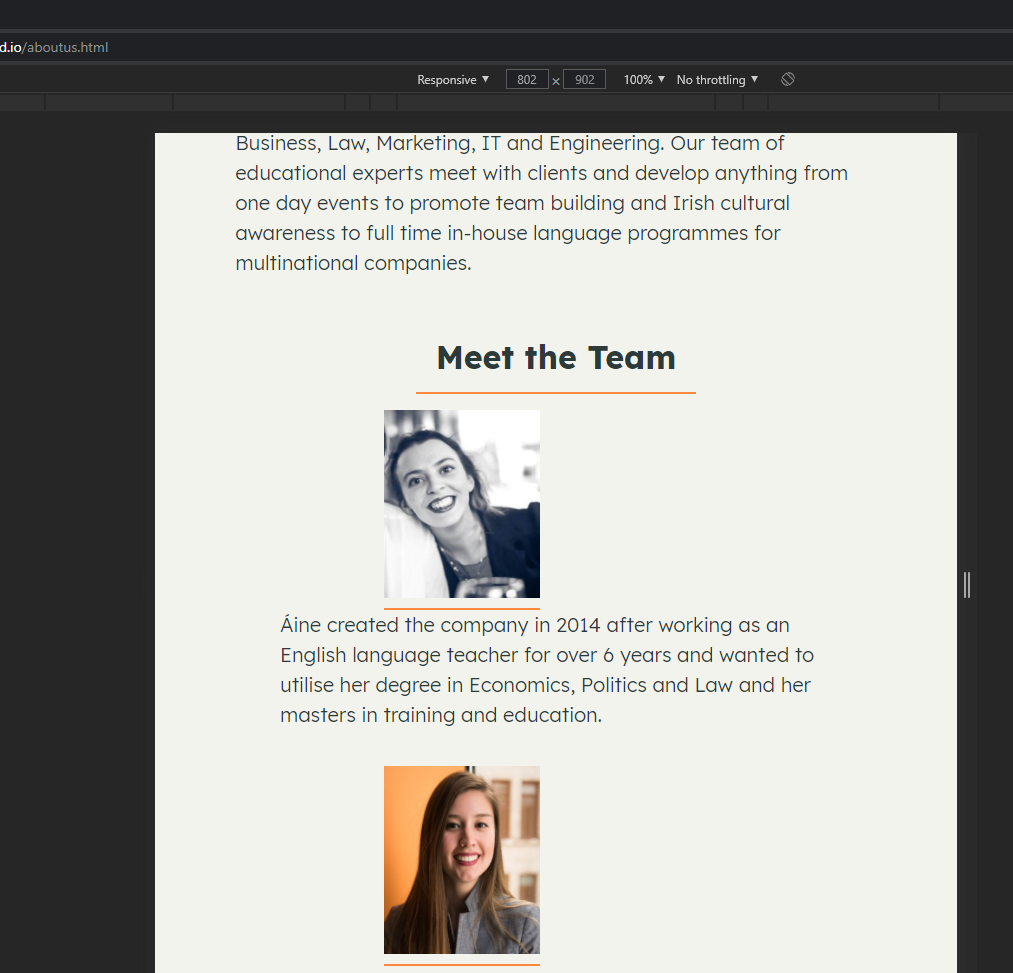 d.io/aboutus.html
Responsive ▼ 802 × 902 100% ▼ No throttling ▼
Business, Law, Marketing, IT and Engineering. Our team of
educational experts meet with clients and develop anything from
one day events to promote team building and Irish cultural
awareness to full time in-house language programmes for
multinational companies.
Meet the Team
Áine created the company in 2014 after working as an
English language teacher for over 6 years and wanted to
utilise her degree in Economics, Politics and Law and her
masters in training and education.